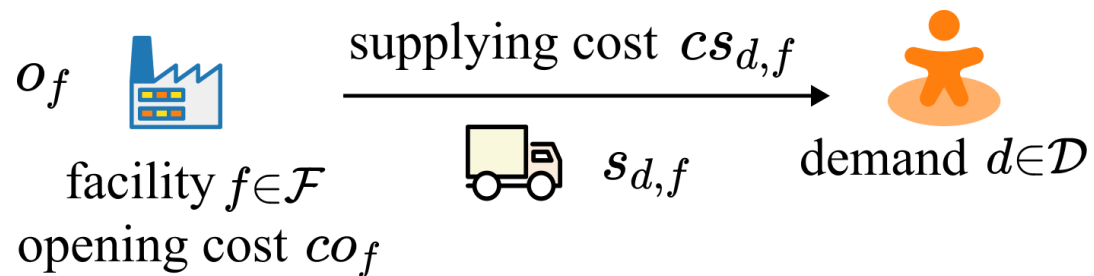 supplying cost cs_{d,f}
o_f
s_{d,f}
facility f∈ℱ
demand d∈𝒟
opening cost co_f